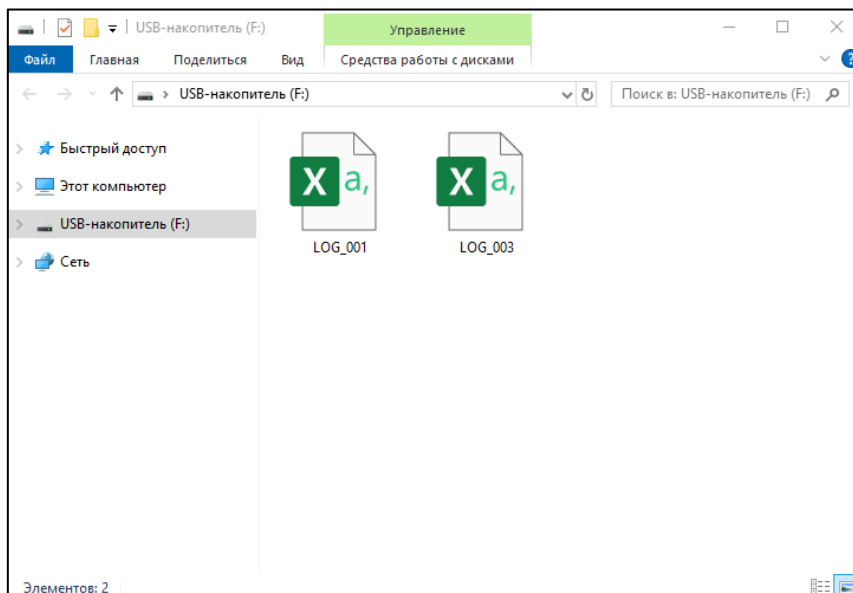 USB-накопитель (F:)
Управление
Файл
Главная
Поделиться
Вид
Средства работы с дисками
?
USB-накопитель (F:)
Поиск в: USB-накопитель (F:)
Быстрый доступ
Этот компьютер
USB-накопитель (F:)
Сеть
X a,
X a,
LOG_001
LOG_003
Элементов: 2